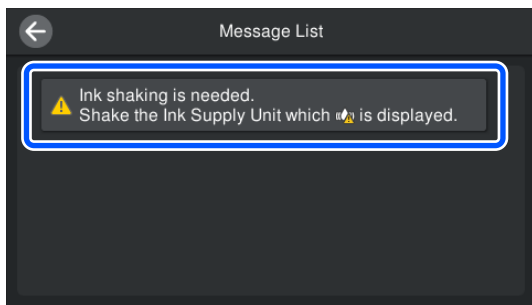 Message List
Ink shaking is needed.
Shake the Ink Supply Unit which is displayed.